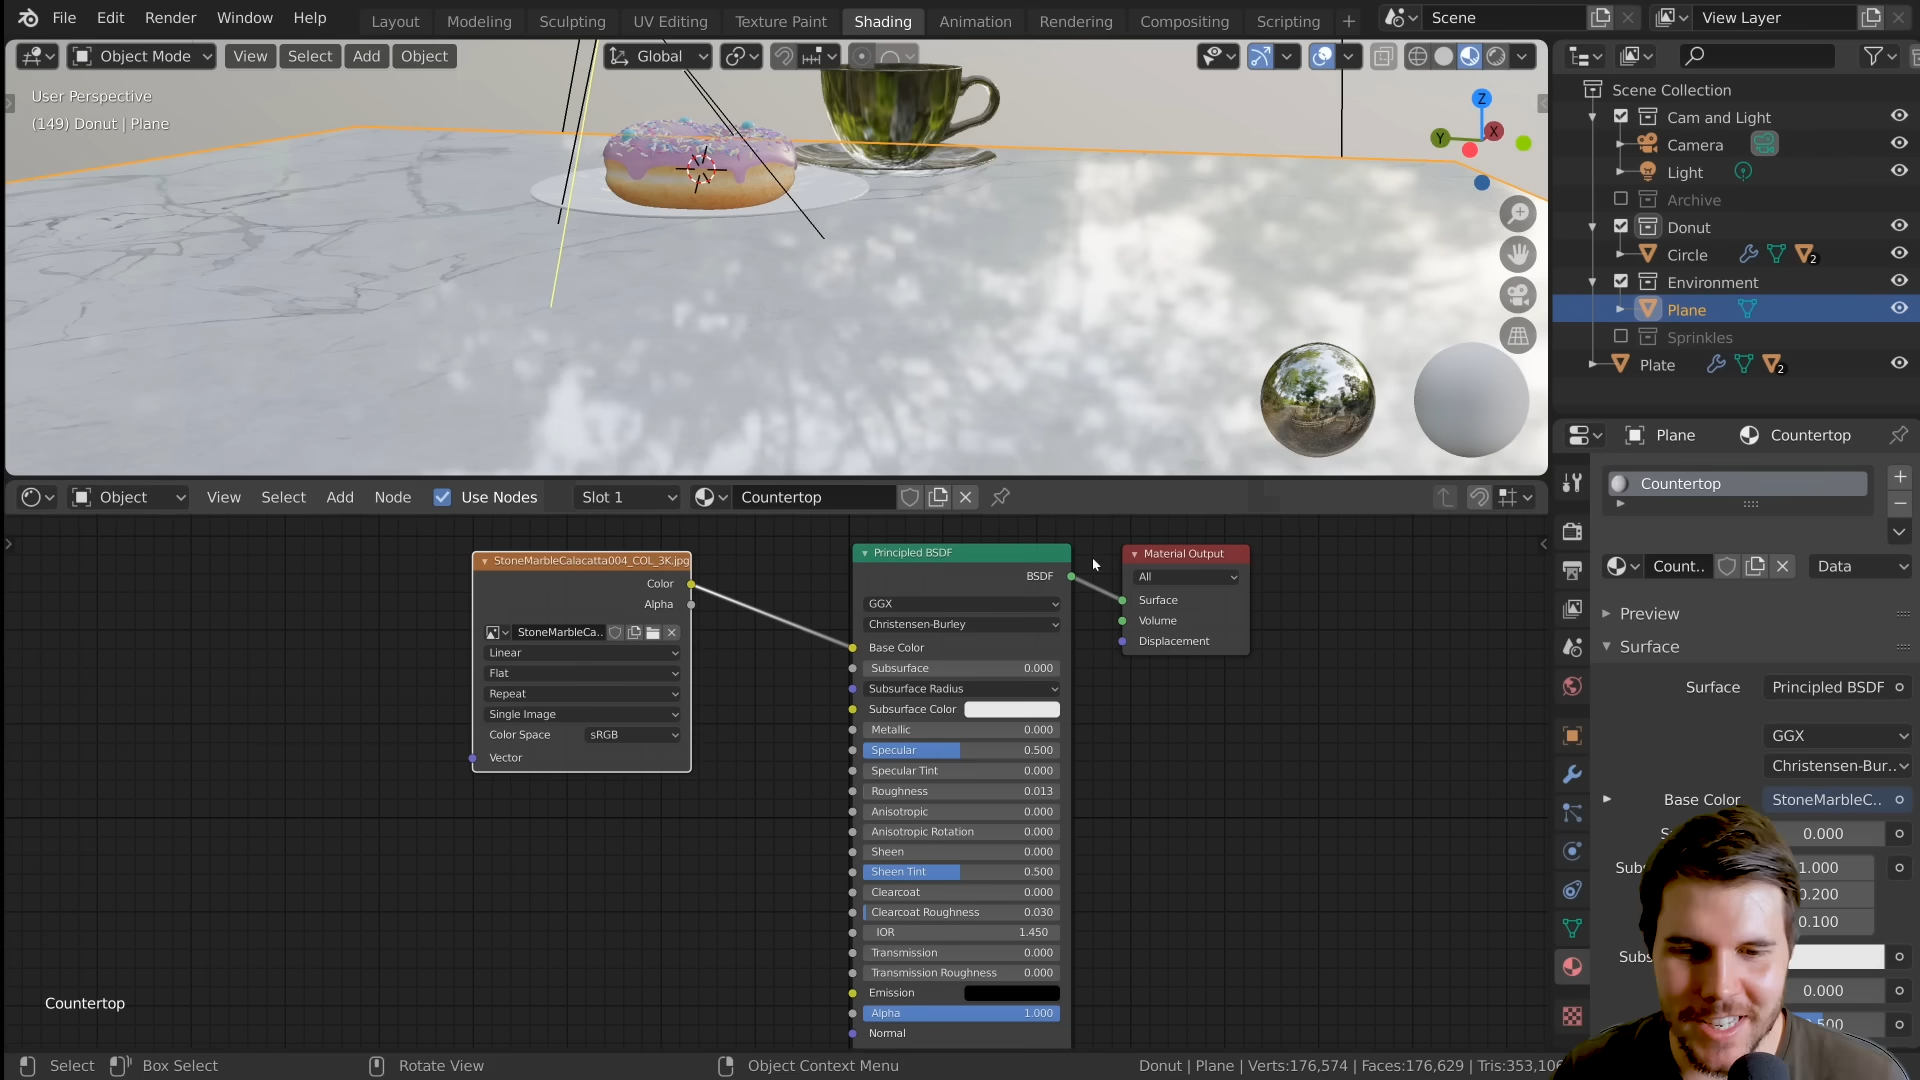 File Edit Render Window Help
Layout Modeling Sculpting UV Editing Texture Paint Shading Animation Rendering Compositing Scripting +
Scene
View Layer
Object Mode View Select Add Object
Global
User Perspective
(149) Donut | Plane
Z
Y
X
Scene Collection
Cam and Light
Camera
Light
Archive
Donut
Circle 2
Environment
Plane
Sprinkles
Plate 2
Plane Countertop
Countertop
Count.. Data
Preview
Surface
Surface Principled BSDF
GGX
Christensen-Bur..
Base Color StoneMarbleC..
0.000
Sub 1.000
0.200
0.100
Subs
0.000
Object View Select Add Node Use Nodes Slot 1 Countertop
StoneMarbleCalacatta004_COL_3K.jpg
Color
Alpha
StoneMarbleCa..
Linear
Flat
Repeat
Single Image
Color Space sRGB
Vector
Principled BSDF
BSDF
GGX
Christensen-Burley
Base Color
Subsurface 0.000
Subsurface Radius
Subsurface Color
Metallic 0.000
Specular 0.500
Specular Tint 0.000
Roughness 0.013
Anisotropic 0.000
Anisotropic Rotation 0.000
Sheen 0.000
Sheen Tint 0.500
Clearcoat 0.000
Clearcoat Roughness 0.030
IOR 1.450
Transmission 0.000
Transmission Roughness 0.000
Emission
Alpha 1.000
Normal
Material Output
All
Surface
Volume
Displacement
Countertop
Select Box Select Rotate View Object Context Menu
Donut | Plane | Verts:176,574 | Faces:176,629 | Tris:353,106